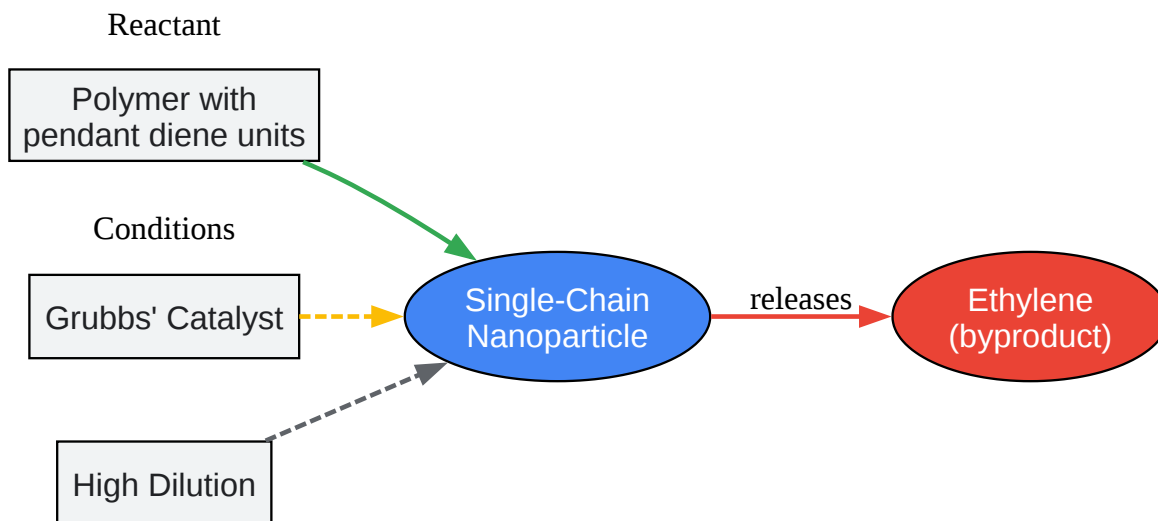 Reactant
Polymer with
pendant diene units
Conditions
Grubbs' Catalyst
High Dilution
Single-Chain
Nanoparticle
releases
Ethylene
(byproduct)